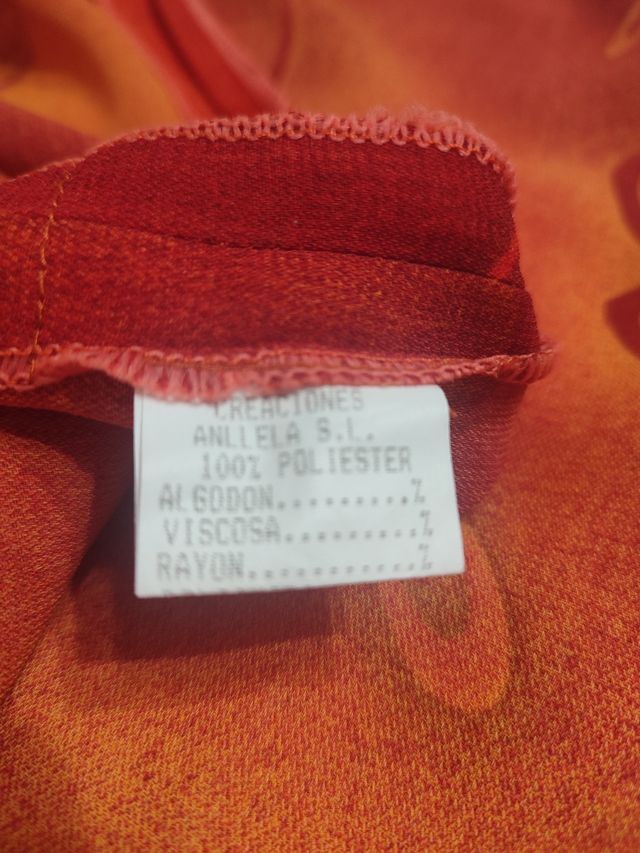 CREACIONES
ANLLELA S.L.
100% POLIESTER
ALGODON.........%
VISCOSA.........%
RAYON............%